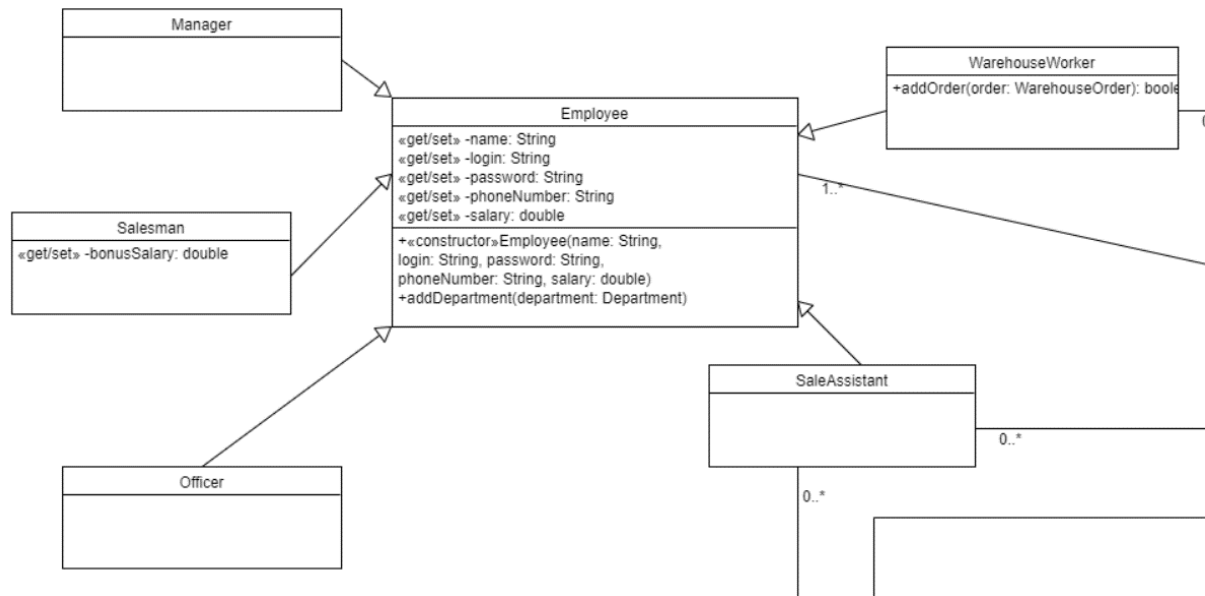 Manager
WarehouseWorker
+addOrder(order: WarehouseOrder):
Employee
«get/set» -name: String
«get/set» -login: String
«get/set» -password: String
«get/set» -phoneNumber: String
«get/set» -salary: double
+«constructor»Employee(name: String,
login: String, password: String,
phoneNumber: String, salary: double)
+addDepartment(department: Department)
1..*
Salesman
«get/set» -bonusSalary: double
SaleAssistant
0..*
0..*
Officer